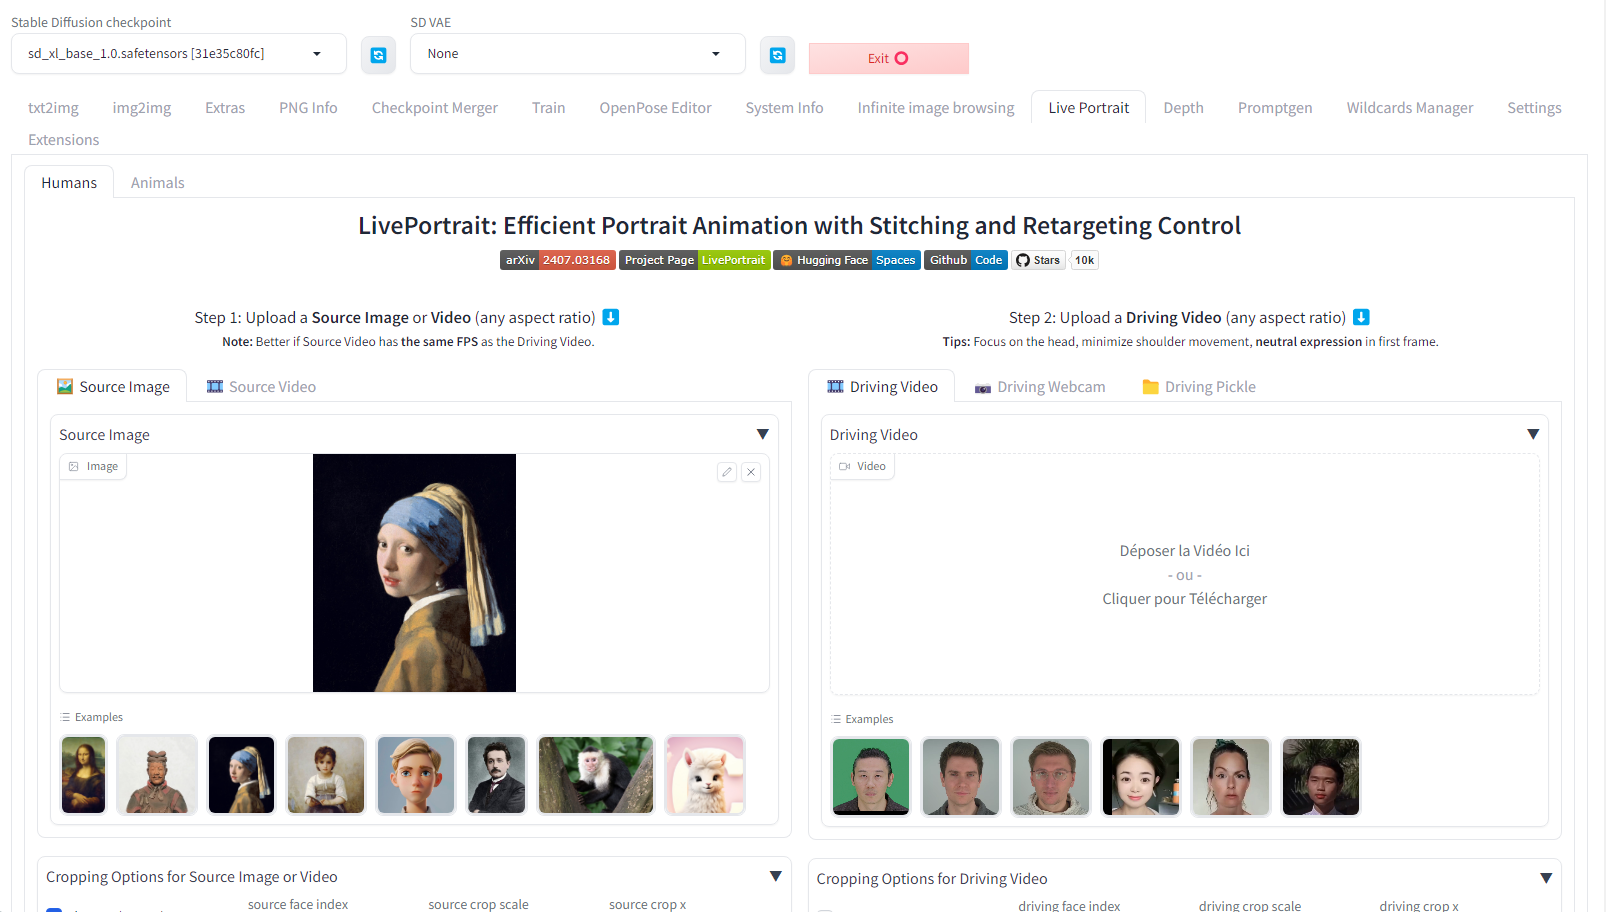 Stable Diffusion checkpoint
SD VAE
sd_xl_base_1.0.safetensors [31e35c80fc]
None
Exit
txt2img img2img Extras PNG Info Checkpoint Merger Train OpenPose Editor System Info Infinite image browsing Live Portrait Depth Promptgen Wildcards Manager Settings
Extensions
Humans Animals
LivePortrait: Efficient Portrait Animation with Stitching and Retargeting Control
arXiv 2407.03168 Project Page LivePortrait Hugging Face Spaces Github Code Stars 10k
Step 1: Upload a Source Image or Video (any aspect ratio)
Note: Better if Source Video has the same FPS as the Driving Video.
Step 2: Upload a Driving Video (any aspect ratio)
Tips: Focus on the head, minimize shoulder movement, neutral expression in first frame.
Source Image Source Video
Source Image
Image
Examples
Driving Video Driving Webcam Driving Pickle
Driving Video
Video
Déposer la Vidéo Ici
- ou -
Cliquer pour Télécharger
Examples
Cropping Options for Source Image or Video
source face index source crop scale source crop x
Cropping Options for Driving Video
driving face index driving crop scale driving crop x